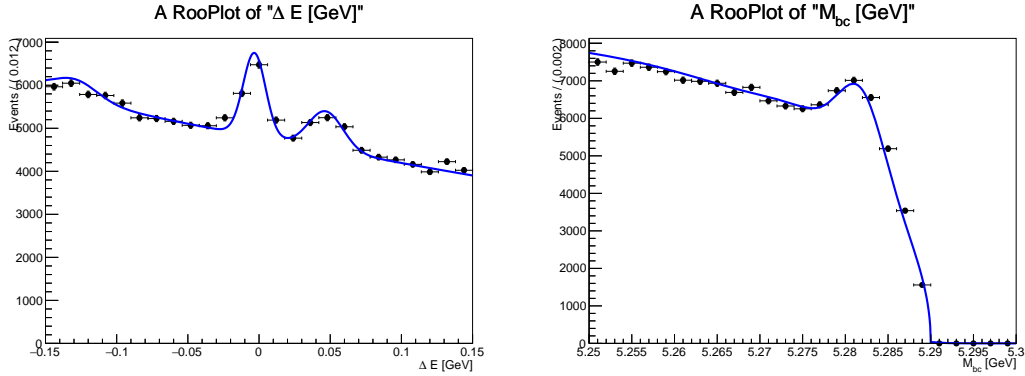 A RooPlot of "Δ E [GeV]"
Events / ( 0.012 )
7000
6000
5000
4000
3000
2000
1000
0
−0.15 −0.1 −0.05 0 0.05 0.1 0.15
Δ E [GeV]
A RooPlot of "Mbc [GeV]"
Events / ( 0.002 )
8000
7000
6000
5000
4000
3000
2000
1000
0
5.25 5.255 5.26 5.265 5.27 5.275 5.28 5.285 5.29 5.295 5.3
Mbc [GeV]